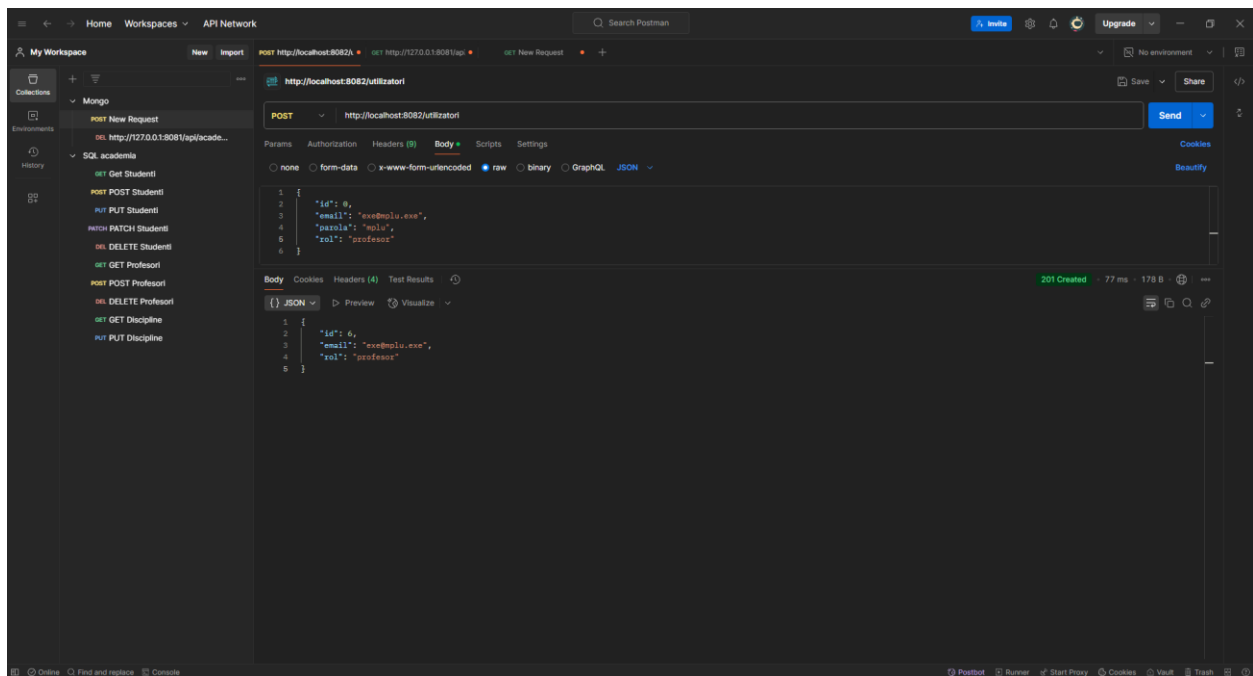 Home Workspaces API Network
Search Postman
Invite
Upgrade
My Workspace New Import
POST http://localhost:8082/u GET http://127.0.0.1:8081/api GET New Request
No environment
Collections
Environments
History
Mongo
POST New Request
DEL http://127.0.0.1:8081/api/acade...
SQL academia
GET Get Studenti
POST POST Studenti
PUT PUT Studenti
PATCH PATCH Studenti
DEL DELETE Studenti
GET GET Profesori
POST POST Profesori
DEL DELETE Profesori
GET GET Discipline
PUT PUT Discipline
http://localhost:8082/utilizatori
Save Share
POST http://localhost:8082/utilizatori
Send
Params Authorization Headers (9) Body Scripts Settings
Cookies
none form-data x-www-form-urlencoded raw binary GraphQL JSON
Beautify
1 {
2 "id": 0,
3 "email": "exe@mplu.exe",
4 "parola": "mplu",
5 "rol": "profesor"
6 }
Body Cookies Headers (4) Test Results
201 Created 77 ms 178 B
{} JSON Preview Visualize
1 {
2 "id": 6,
3 "email": "exe@mplu.exe",
4 "rol": "profesor"
5 }
Online Find and replace Console
Postbot Runner Start Proxy Cookies Vault Trash